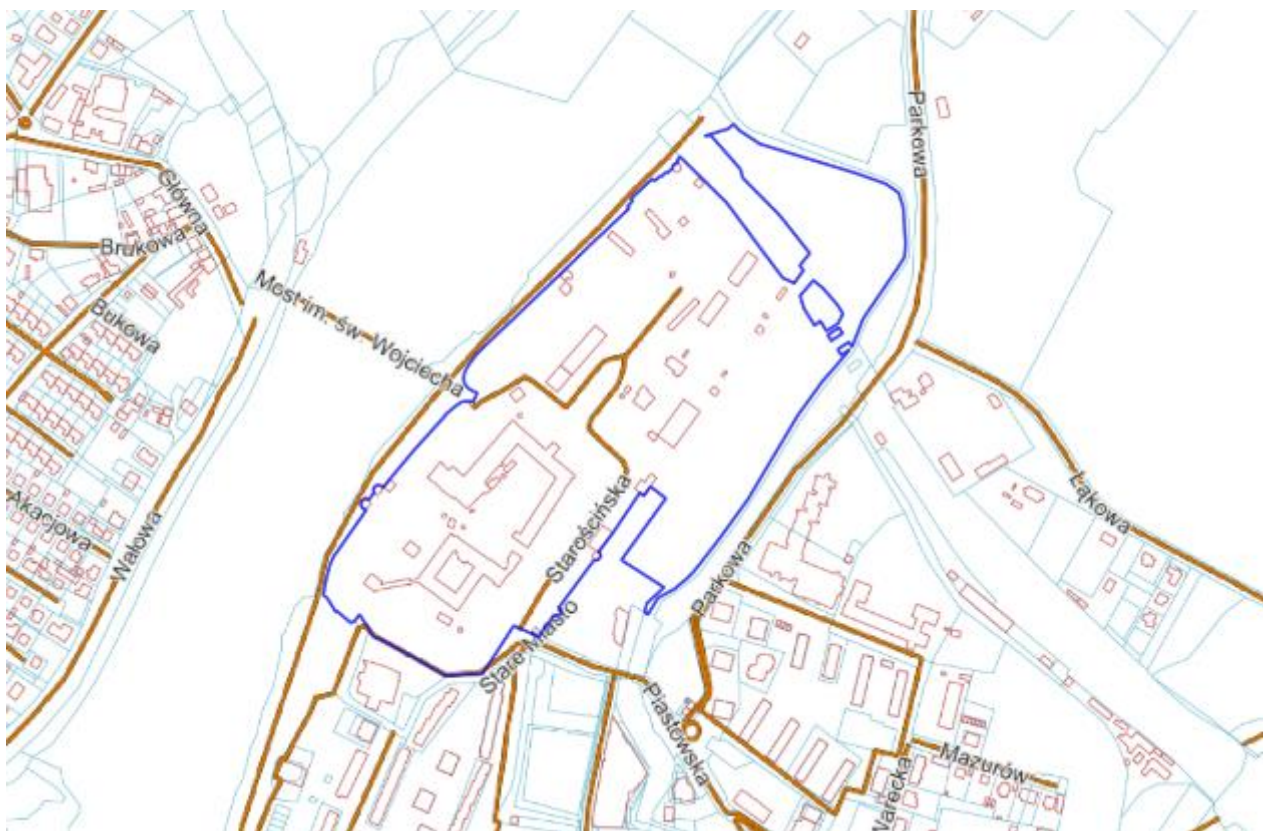 Parkowa
Główna
Brukowa
Bukowa
Most im. św. Wojciecha
Akacjowa
Wałowa
Starościńska
Łąkowa
Parkowa
Stare Miasto
Piastowska
Mazurów
Warecka